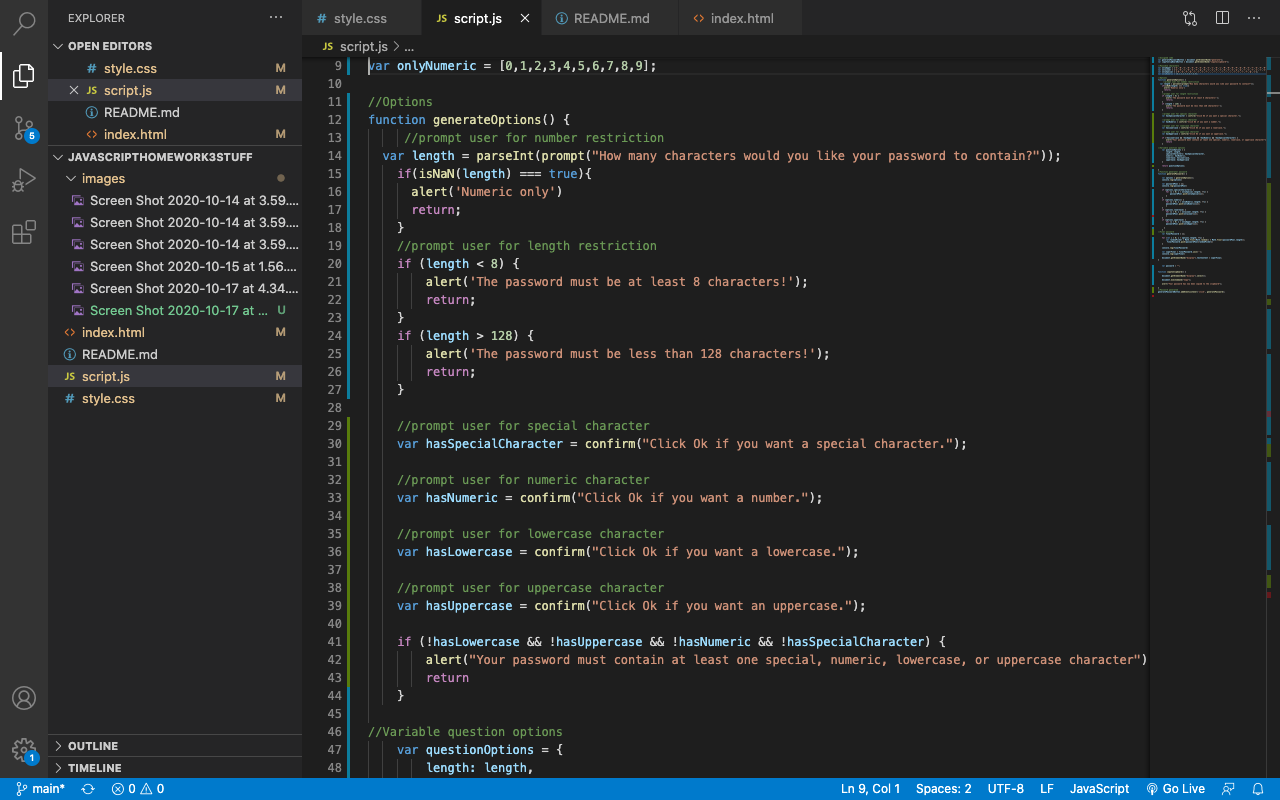 EXPLORER
OPEN EDITORS
# style.css M
JS script.js M
README.md
<> index.html M
JAVASCRIPTHOMEWORK3STUFF
images
Screen Shot 2020-10-14 at 3.59....
Screen Shot 2020-10-14 at 3.59....
Screen Shot 2020-10-14 at 3.59....
Screen Shot 2020-10-15 at 1.56....
Screen Shot 2020-10-17 at 4.34....
Screen Shot 2020-10-17 at ... U
<> index.html M
README.md
JS script.js M
# style.css M
OUTLINE
TIMELINE
5
1
# style.css
JS script.js
README.md
<> index.html
JS script.js > ...
9 var onlyNumeric = [0,1,2,3,4,5,6,7,8,9];
10
11 //Options
12 function generateOptions() {
13 //prompt user for number restriction
14 var length = parseInt(prompt("How many characters would you like your password to contain?"));
15 if(isNaN(length) === true){
16 alert('Numeric only')
17 return;
18 }
19 //prompt user for length restriction
20 if (length < 8) {
21 alert('The password must be at least 8 characters!');
22 return;
23 }
24 if (length > 128) {
25 alert('The password must be less than 128 characters!');
26 return;
27 }
28
29 //prompt user for special character
30 var hasSpecialCharacter = confirm("Click Ok if you want a special character.");
31
32 //prompt user for numeric character
33 var hasNumeric = confirm("Click Ok if you want a number.");
34
35 //prompt user for lowercase character
36 var hasLowercase = confirm("Click Ok if you want a lowercase.");
37
38 //prompt user for uppercase character
39 var hasUppercase = confirm("Click Ok if you want an uppercase.");
40
41 if (!hasLowercase && !hasUppercase && !hasNumeric && !hasSpecialCharacter) {
42 alert("Your password must contain at least one special, numeric, lowercase, or uppercase character")
43 return
44 }
45
46 //Variable question options
47 var questionOptions = {
48 length: length,
main* 0 0 Ln 9, Col 1 Spaces: 2 UTF-8 LF JavaScript Go Live